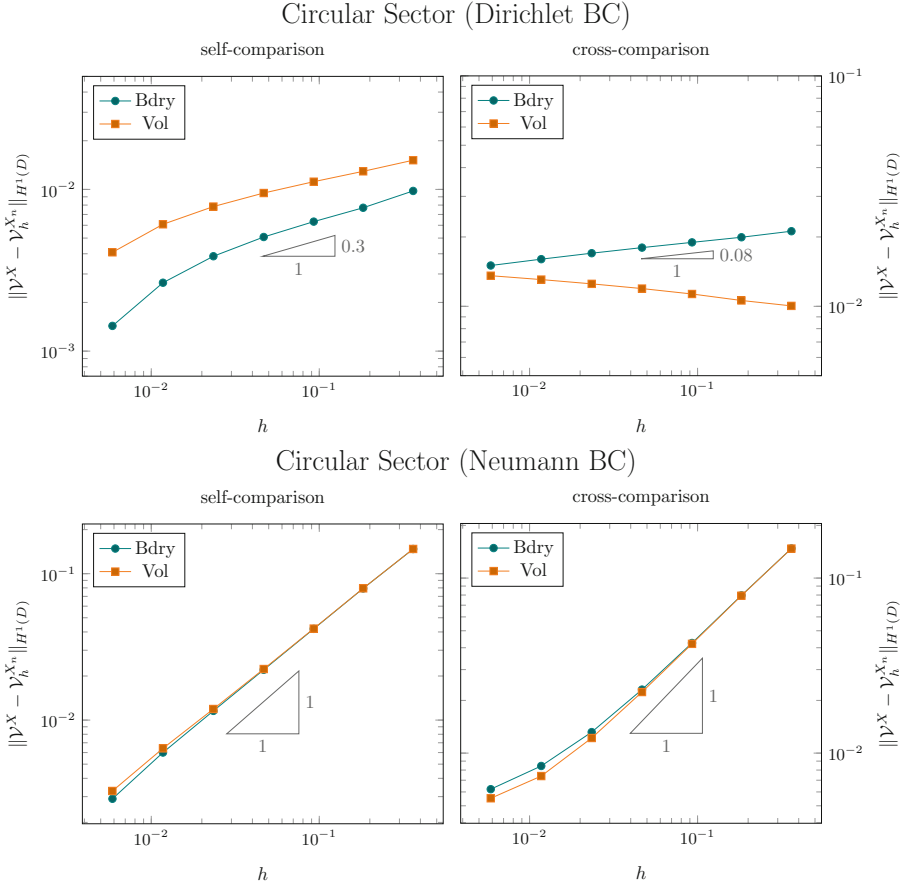 Circular Sector (Dirichlet BC)
self-comparison
cross-comparison
Bdry
Vol
10⁻²
10⁻³
10⁻²
10⁻¹
h
‖𝒱^X − 𝒱_h^{X_n}‖_{H^1(D)}
1
0.3
Bdry
Vol
10⁻¹
10⁻²
10⁻²
10⁻¹
h
‖𝒱^X − 𝒱_h^{X_n}‖_{H^1(D)}
1
0.08
Circular Sector (Neumann BC)
self-comparison
cross-comparison
Bdry
Vol
10⁻¹
10⁻²
10⁻²
10⁻¹
h
‖𝒱^X − 𝒱_h^{X_n}‖_{H^1(D)}
1
1
Bdry
Vol
10⁻¹
10⁻²
10⁻²
10⁻¹
h
‖𝒱^X − 𝒱_h^{X_n}‖_{H^1(D)}
1
1